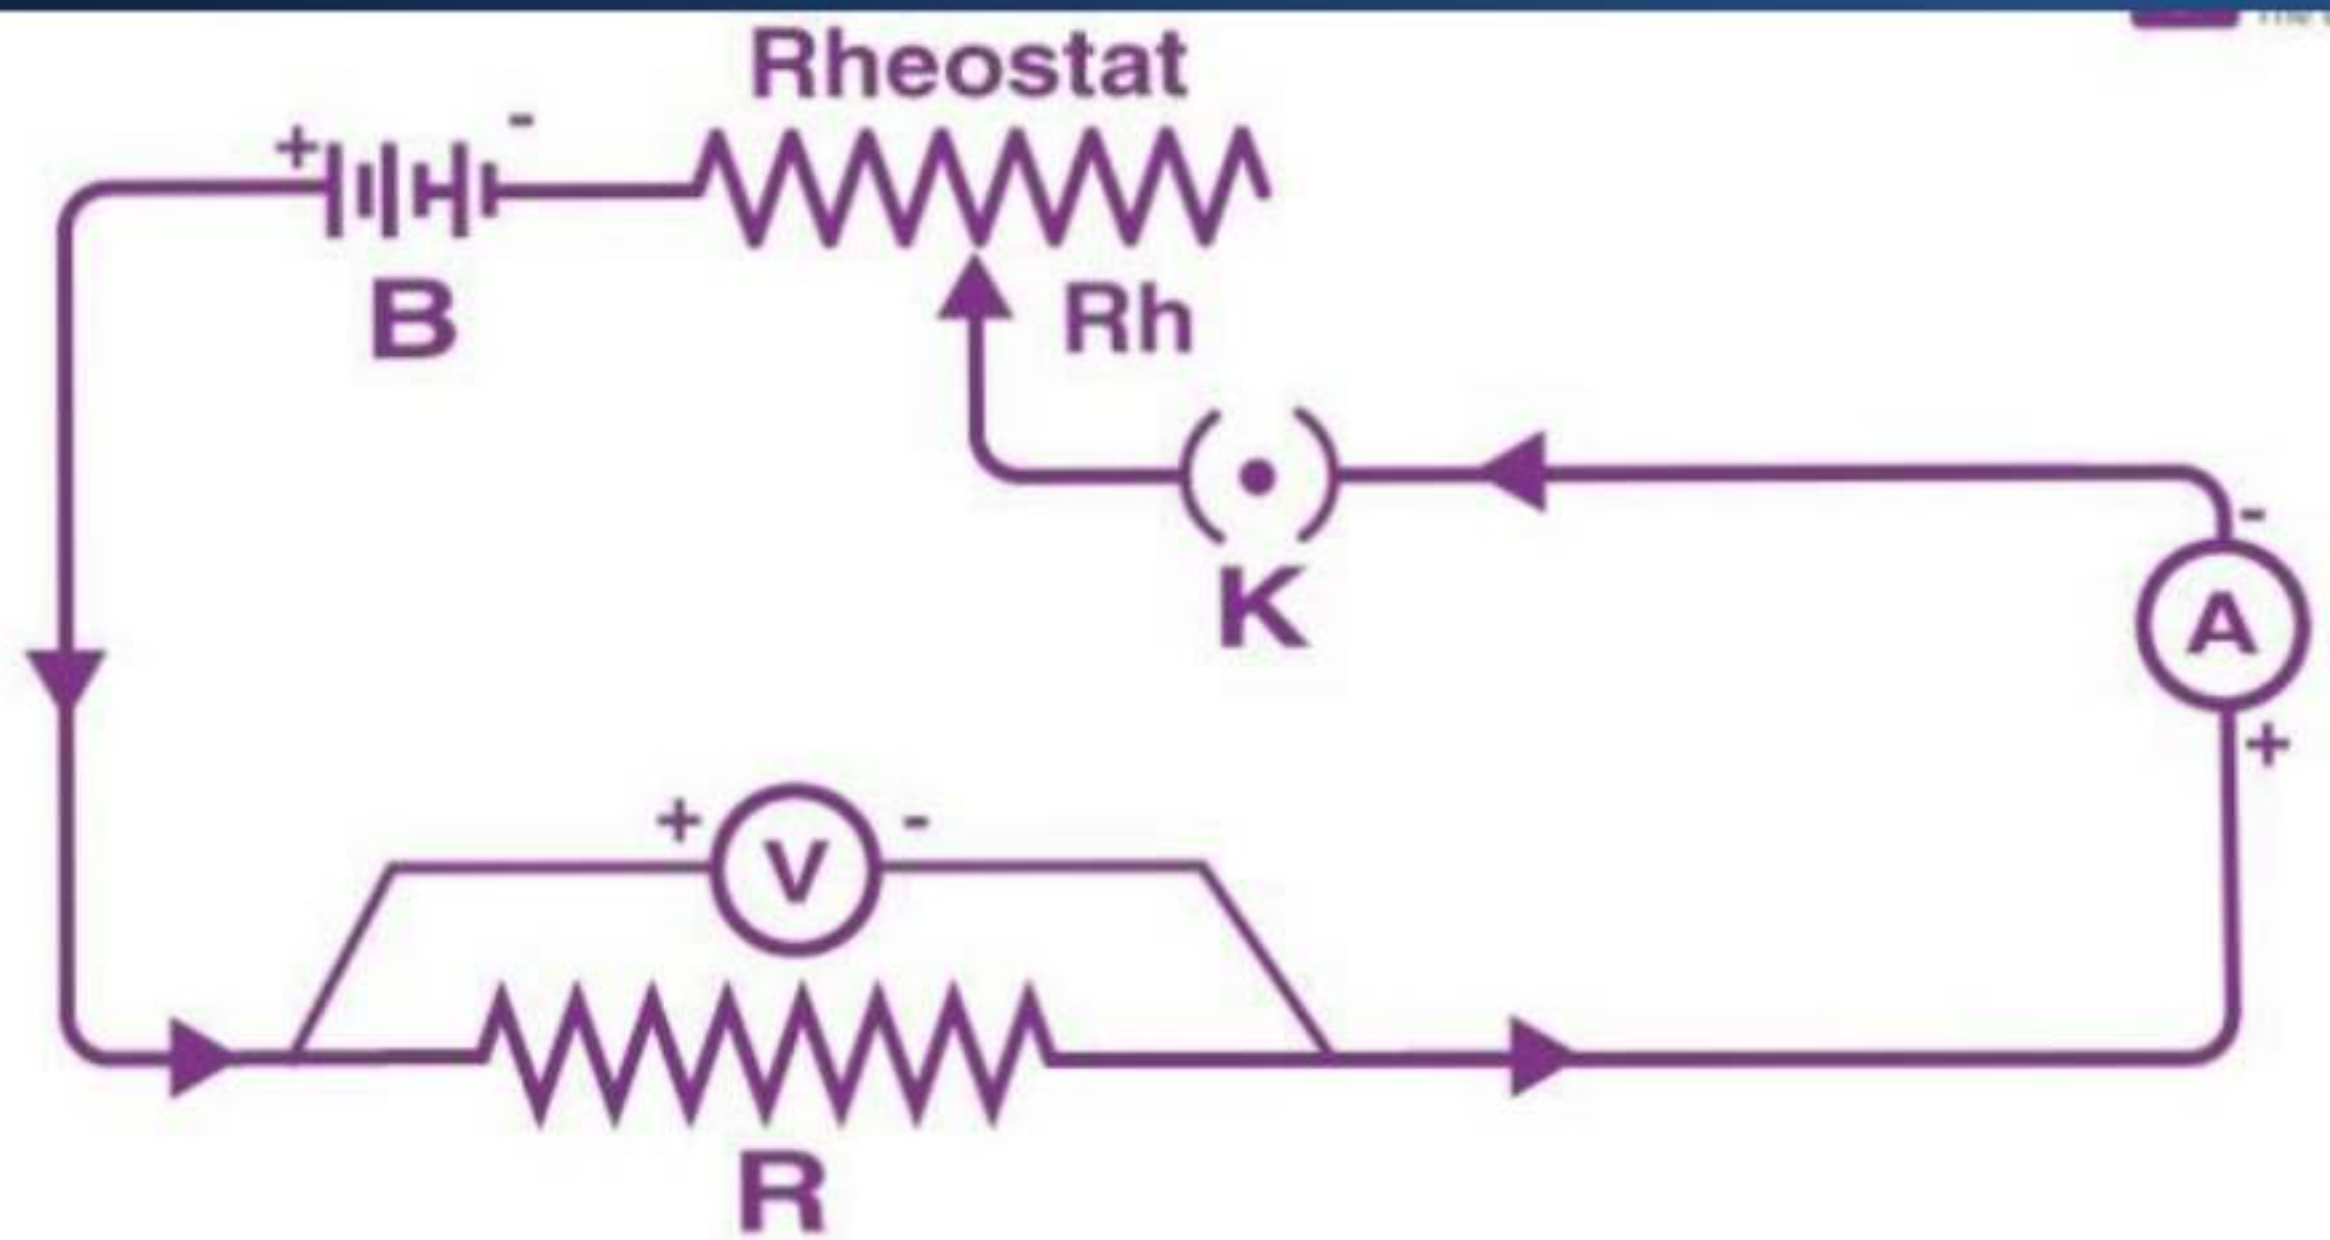 Rheostat
+ -
B
Rh
K
-
A
+
+ V -
R